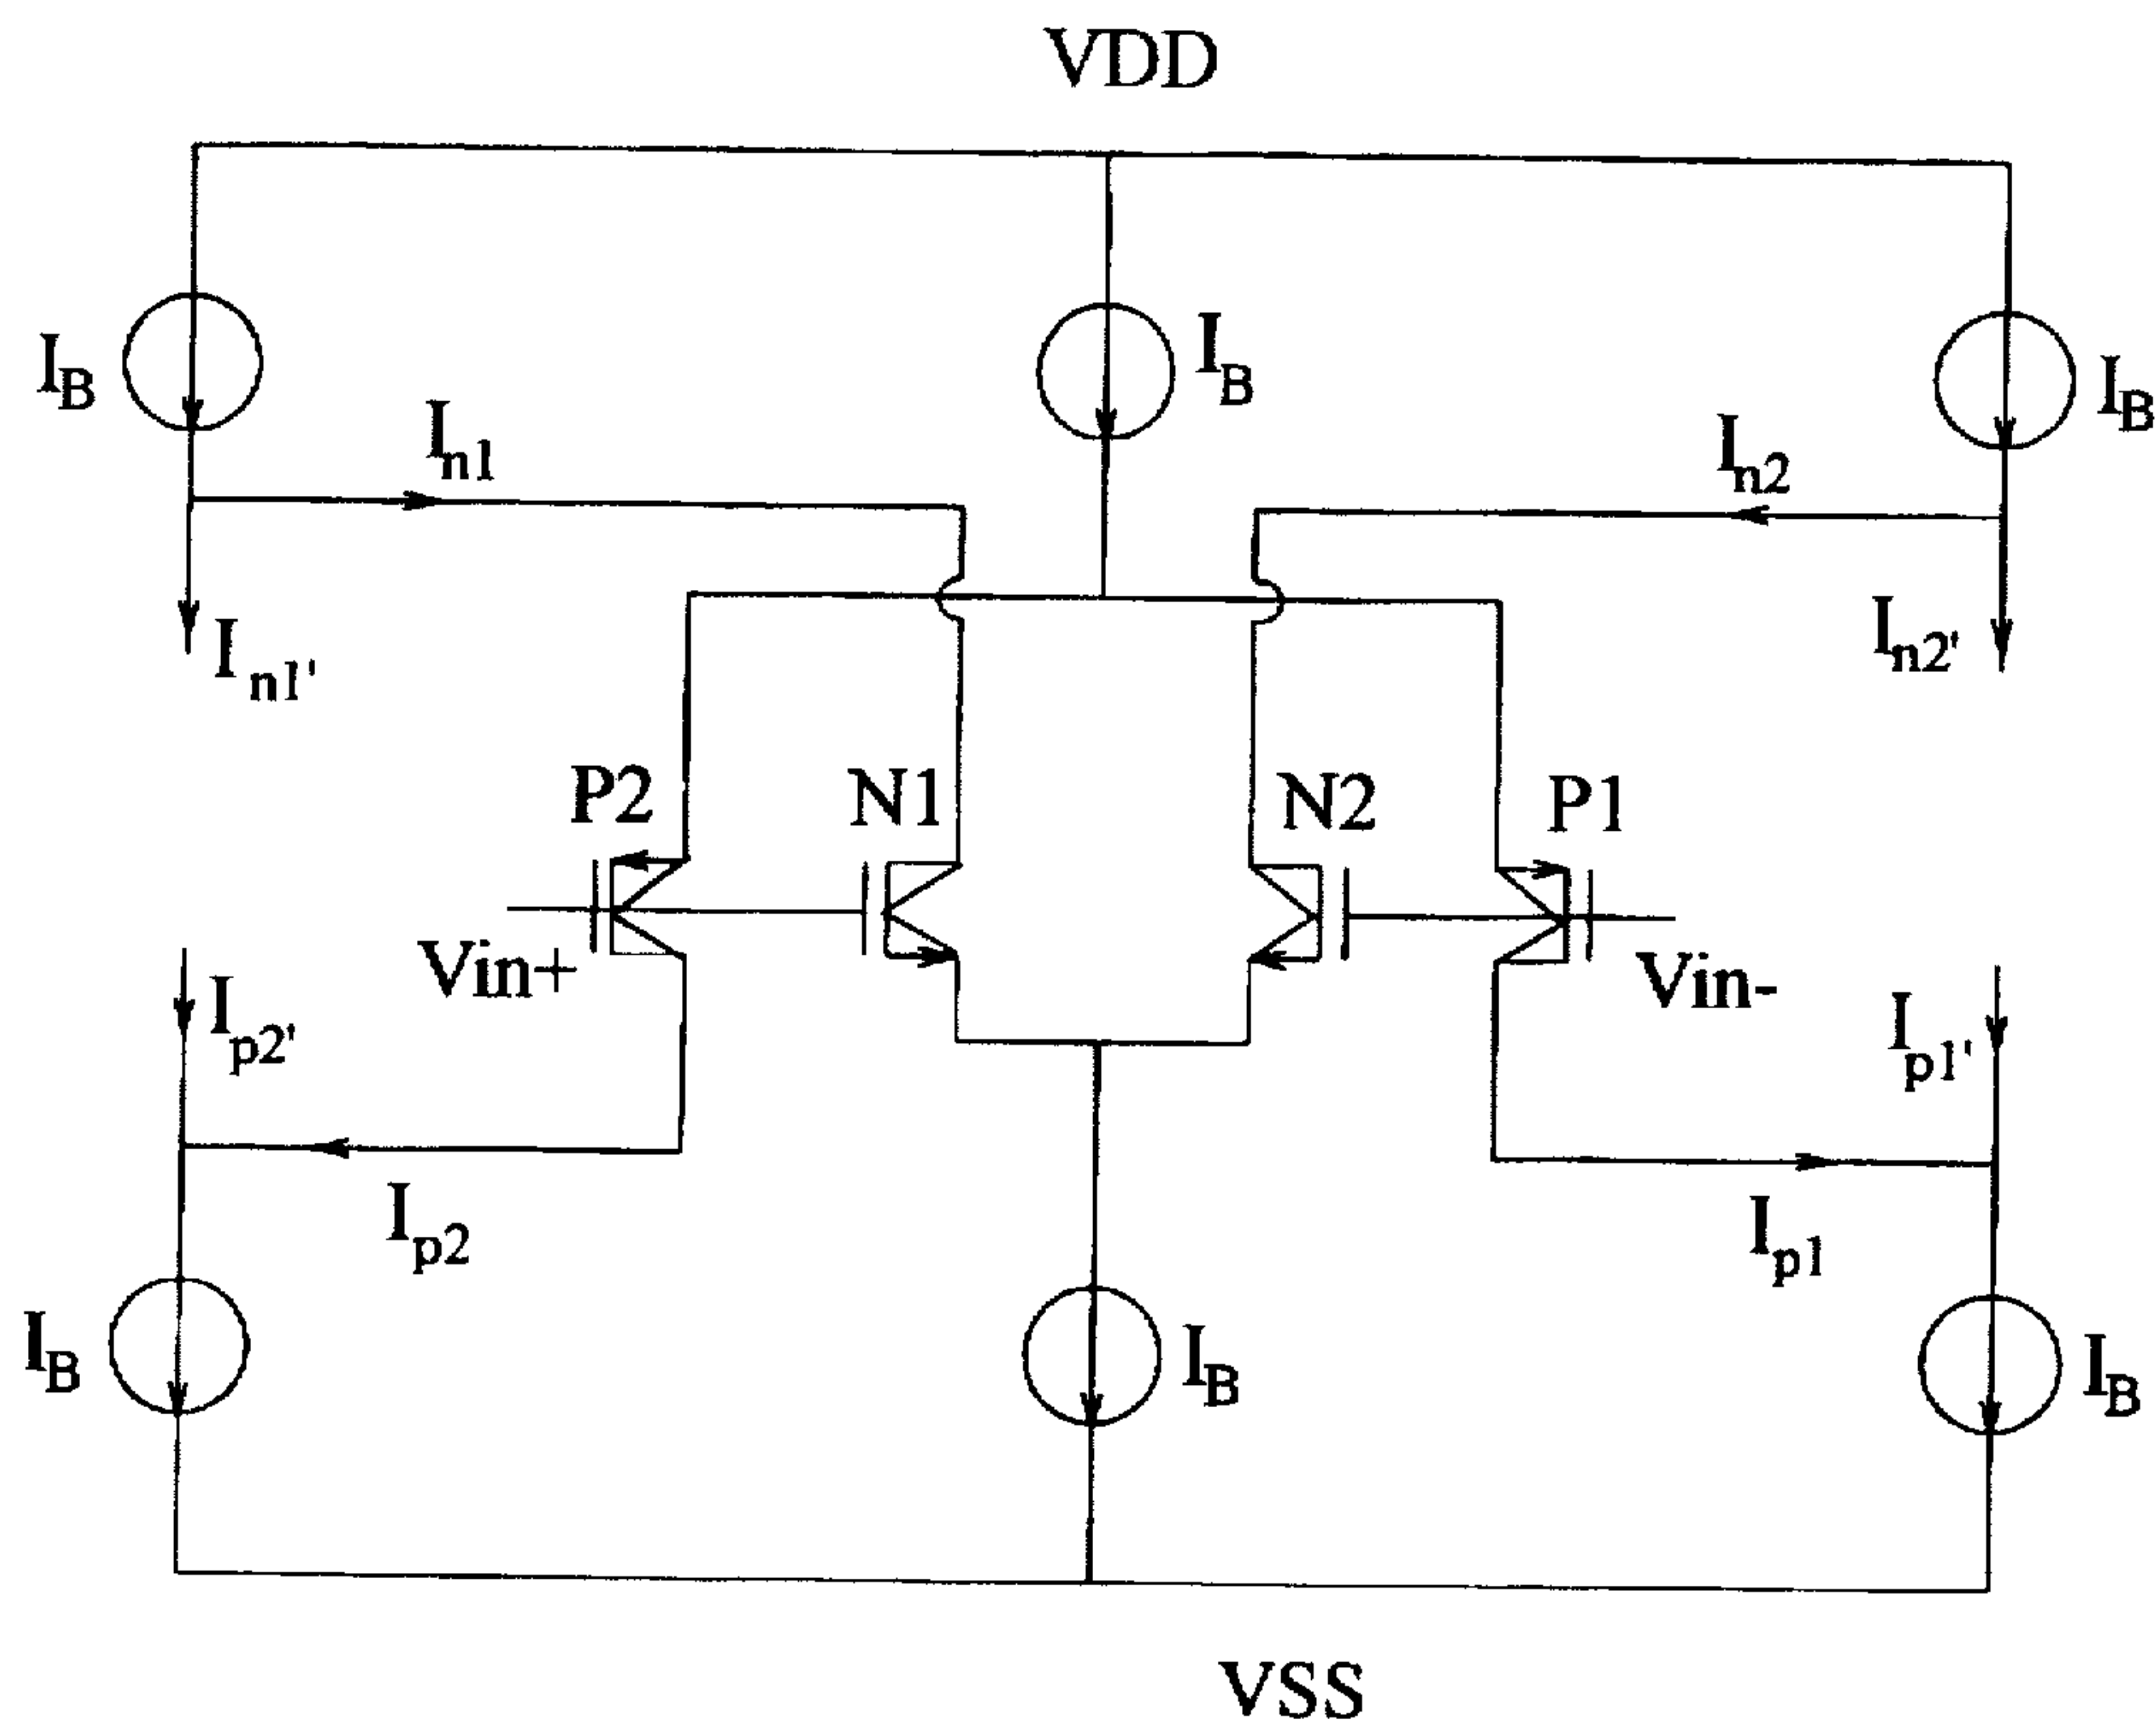 VDD
I_B
I_B
I_B
I_n1
I_n2
I_n1'
I_n2'
P2
N1
N2
P1
Vin+
Vin-
I_p2'
I_p1'
I_p2
I_p1
I_B
I_B
I_B
VSS